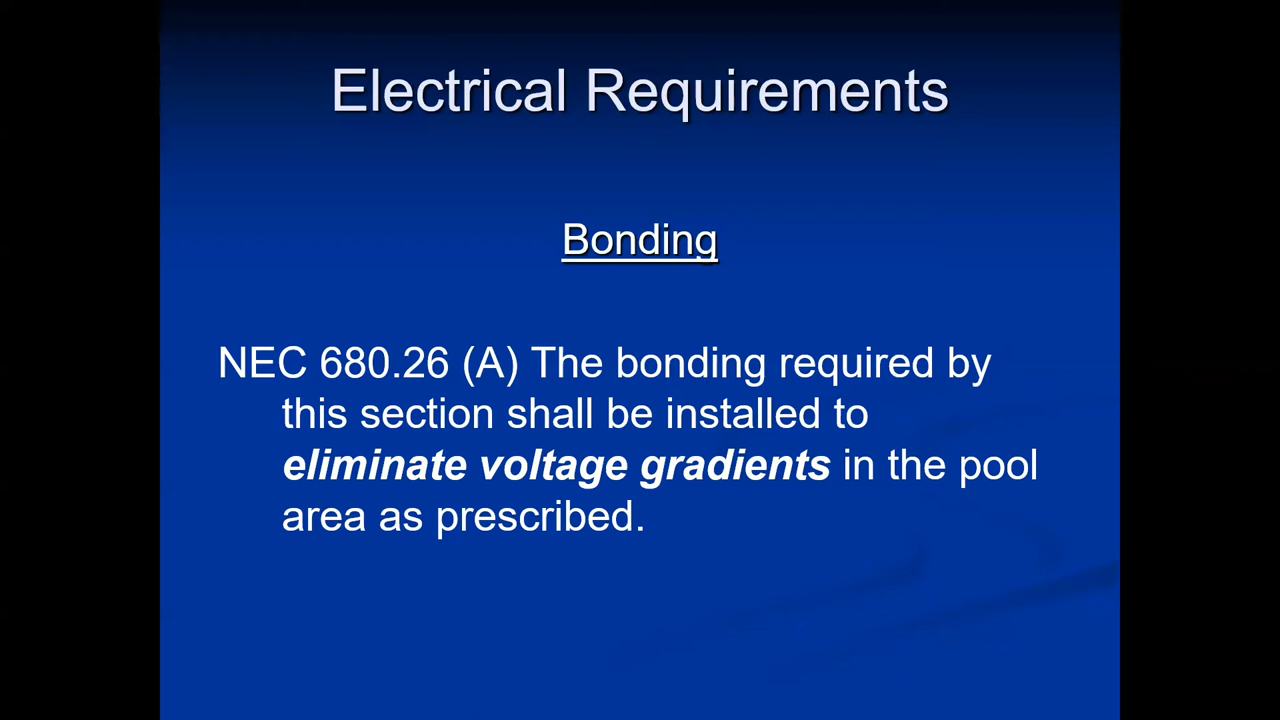 Electrical Requirements
Bonding
NEC 680.26 (A) The bonding required by
this section shall be installed to
eliminate voltage gradients in the pool
area as prescribed.